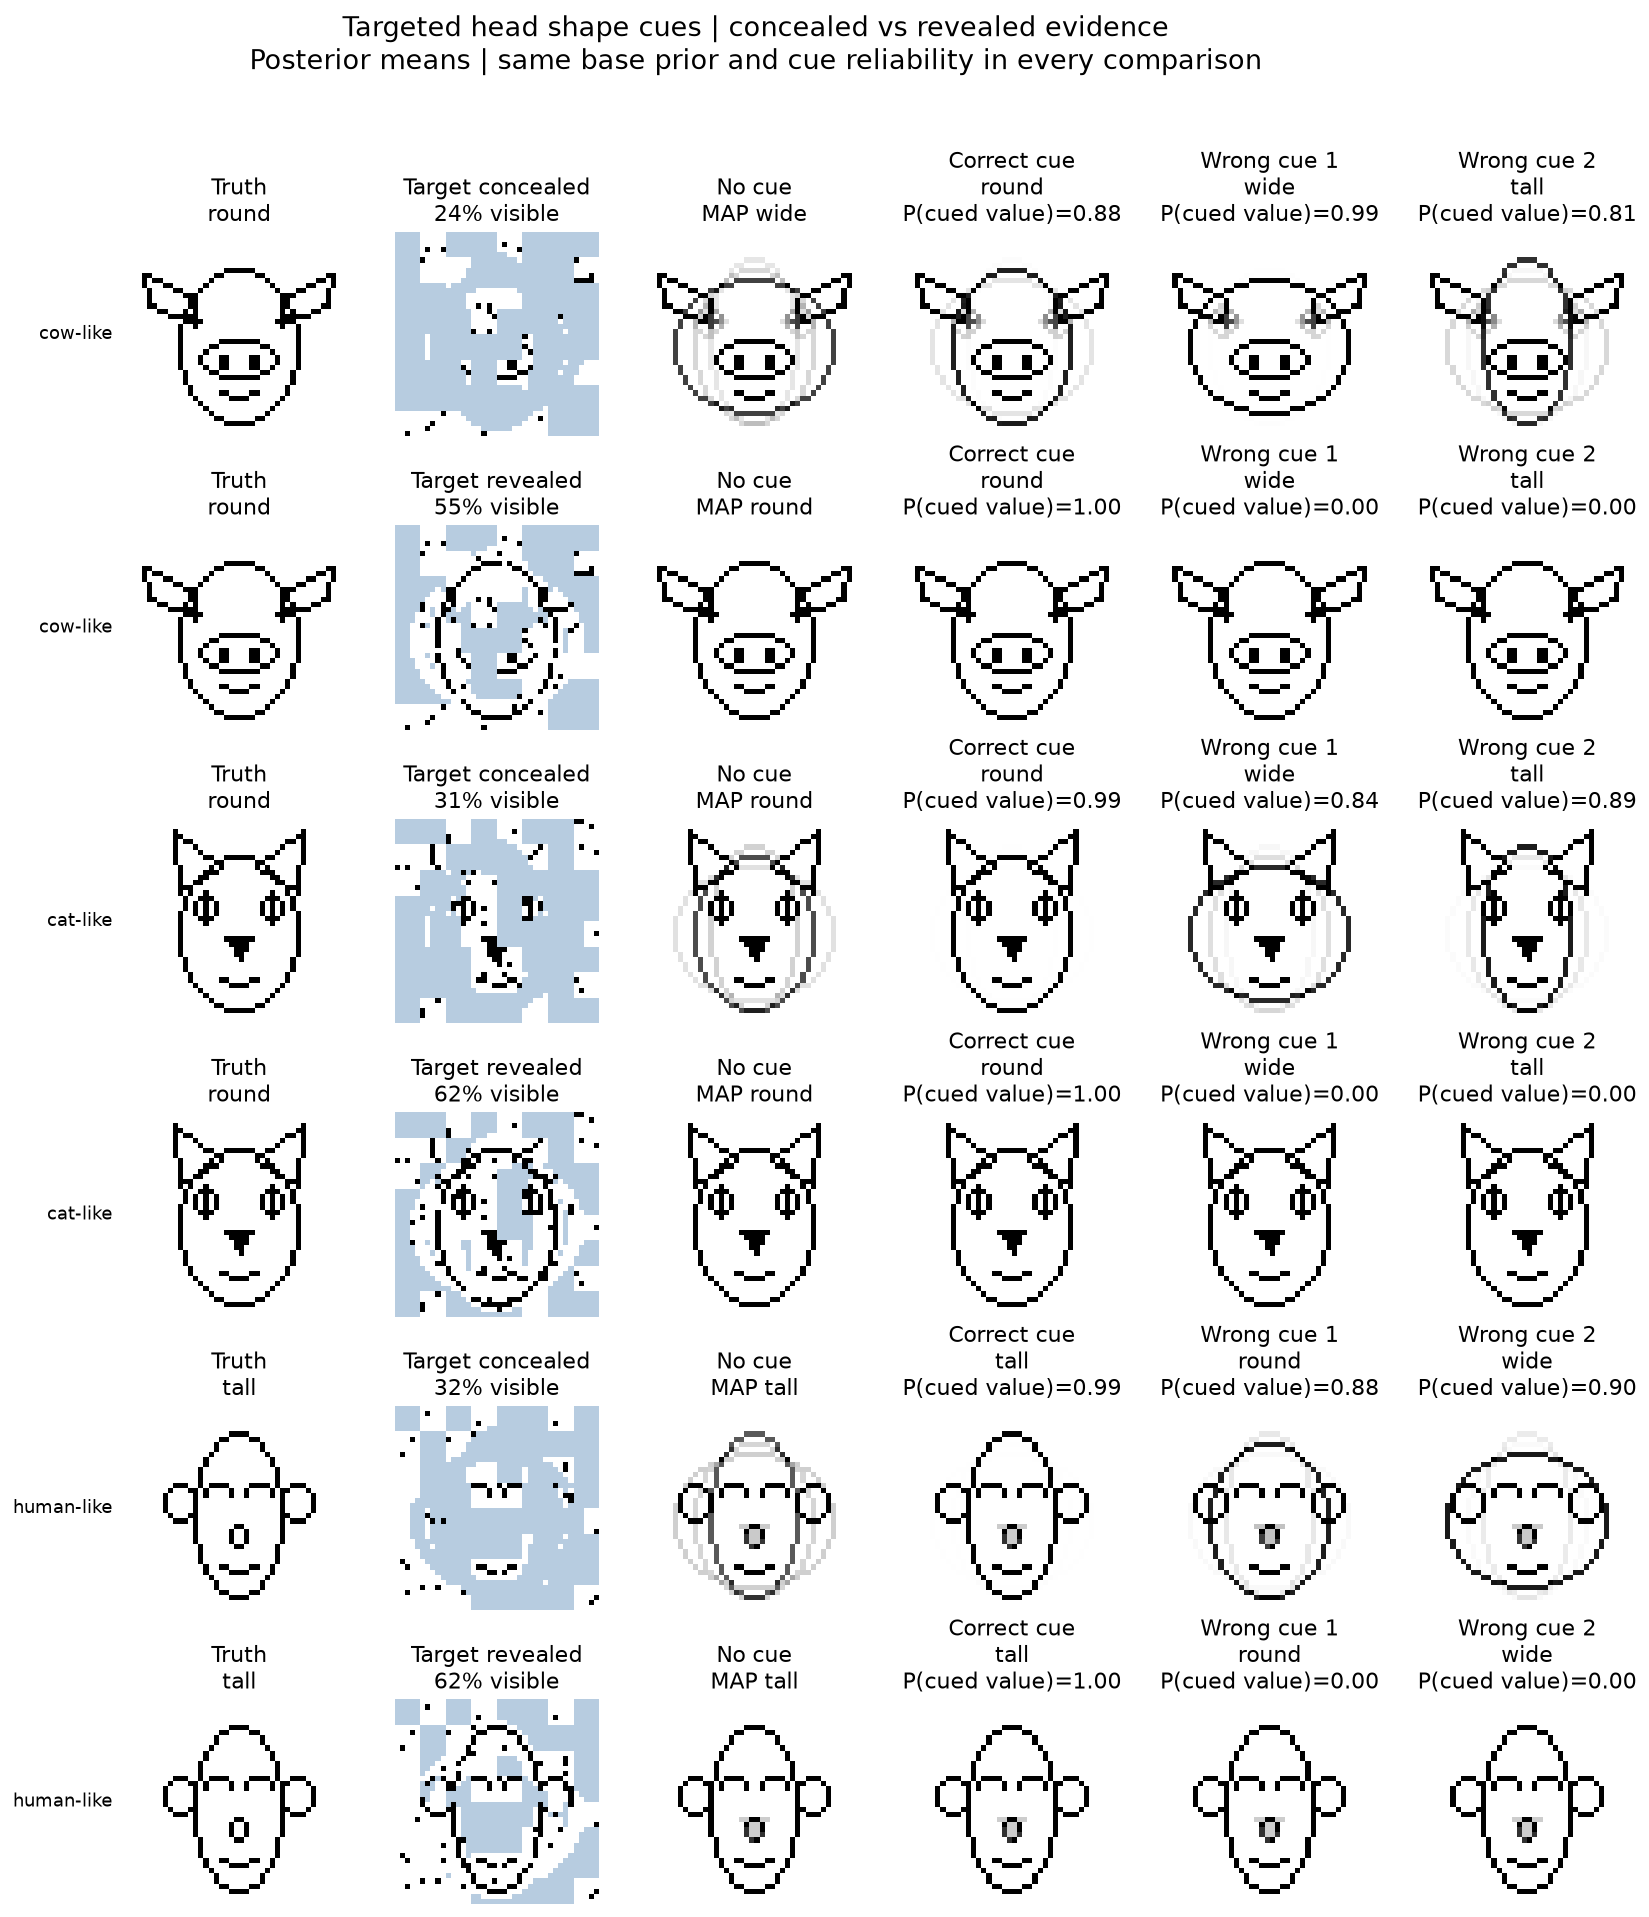 Targeted head shape cues | concealed vs revealed evidence
Posterior means | same base prior and cue reliability in every comparison
Truth
round
Target concealed
24% visible
No cue
MAP wide
Correct cue
round
P(cued value)=0.88
Wrong cue 1
wide
P(cued value)=0.99
Wrong cue 2
tall
P(cued value)=0.81
cow-like
Truth
round
Target revealed
55% visible
No cue
MAP round
Correct cue
round
P(cued value)=1.00
Wrong cue 1
wide
P(cued value)=0.00
Wrong cue 2
tall
P(cued value)=0.00
cow-like
Truth
round
Target concealed
31% visible
No cue
MAP round
Correct cue
round
P(cued value)=0.99
Wrong cue 1
wide
P(cued value)=0.84
Wrong cue 2
tall
P(cued value)=0.89
cat-like
Truth
round
Target revealed
62% visible
No cue
MAP round
Correct cue
round
P(cued value)=1.00
Wrong cue 1
wide
P(cued value)=0.00
Wrong cue 2
tall
P(cued value)=0.00
cat-like
Truth
tall
Target concealed
32% visible
No cue
MAP tall
Correct cue
tall
P(cued value)=0.99
Wrong cue 1
round
P(cued value)=0.88
Wrong cue 2
wide
P(cued value)=0.90
human-like
Truth
tall
Target revealed
62% visible
No cue
MAP tall
Correct cue
tall
P(cued value)=1.00
Wrong cue 1
round
P(cued value)=0.00
Wrong cue 2
wide
P(cued value)=0.00
human-like